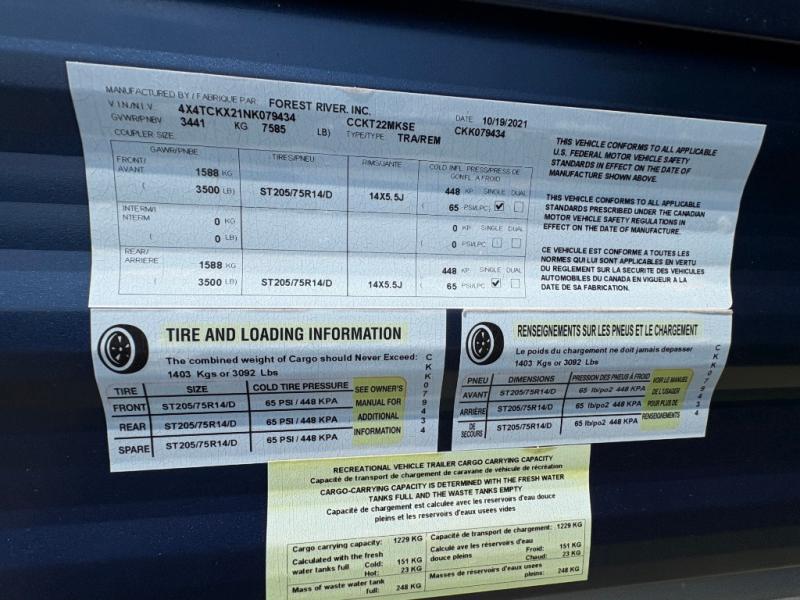 MANUFACTURED BY / FABRIQUE PAR FOREST RIVER, INC. DATE 10/19/2021
V I N / N I V 4X4TCKX21NK079434 CCKT22MKSE CKK079434
GVWR/PNBV 3441 KG 7585 LB) TYPE/TYPE TRA/REM
COUPLER SIZE
GAWR/PNBE TIRES/PNEU RIMS/JANTE COLD INFL. PRESS/PRESS DE GONFL. A FROID
FRONT/ AVANT 1588 KG 448 KP SINGLE DUAL
( 3500 LB) ST205/75R14/D 14X5.5J ( 65 PSI/LPC)
INTERM/I NTERM 0 KG 0 KP SINGLE DUAL
( 0 LB) ( 0 PSI/LPC
REAR/ ARRIÈRE 1588 KG 448 KP SINGLE DUAL
( 3500 LB) ST205/75R14/D 14X5.5J ( 65 PSI/LPC
THIS VEHICLE CONFORMS TO ALL APPLICABLE
U.S. FEDERAL MOTOR VEHICLE SAFETY
STANDARDS IN EFFECT ON THE DATE OF
MANUFACTURE SHOWN ABOVE.
THIS VEHICLE CONFORMS TO ALL APPLICABLE
STANDARDS PRESCRIBED UNDER THE CANADIAN
MOTOR VEHICLE SAFETY REGULATIONS IN
EFFECT ON THE DATE OF MANUFACTURE.
CE VEHICULE EST CONFORME A TOUTES LES
NORMES QUI LUI SONT APPLICABLES EN VERTU
DU REGLEMENT SUR LA SECURITE DES VEHICULES
AUTOMOBILES DU CANADA EN VIGUEUR A LA
DATE DE SA FABRICATION.
TIRE AND LOADING INFORMATION
The combined weight of Cargo should Never Exceed:
1403 Kgs or 3092 Lbs
TIRE SIZE COLD TIRE PRESSURE
FRONT ST205/75R14/D 65 PSI / 448 KPA
REAR ST205/75R14/D 65 PSI / 448 KPA
SPARE ST205/75R14/D 65 PSI / 448 KPA
SEE OWNER'S
MANUAL FOR
ADDITIONAL
INFORMATION
CKK079434
RENSEIGNEMENTS SUR LES PNEUS ET LE CHARGEMENT
Le poids du chargement ne doit jamais depasser
1403 Kgs or 3092 Lbs
PNEU DIMENSIONS PRESSION DES PNEUS À FROID
AVANT ST205/75R14/D 65 lb/po2 448 KPA
ARRIÈRE ST205/75R14/D 65 lb/po2 448 KPA
DE SECOURS ST205/75R14/D 65 lb/po2 448 KPA
VOIR LE MANUEL
DE L'USAGER
POUR PLUS DE
RENSEIGNEMENTS
CKK079434
RECREATIONAL VEHICLE TRAILER CARGO CARRYING CAPACITY
Capacité de transport de cargaison de caravane de véhicule de récréation
CARGO-CARRYING CAPACITY IS DETERMINED WITH THE FRESH WATER
TANKS FULL AND THE WASTE TANKS EMPTY
Capacité de chargement est calculée avec les réservoirs d'eau douce
pleins et les reservoirs d'eaux usees vides
Cargo carrying capacity: 1229 KG
Calculated with the fresh
water tanks full Cold: 151 KG
Hot: 23 KG
Mass of waste water tank
full: 248 KG
Capacité de transport de chargement: 1229 KG
Calculé ave les réservoirs d'eau
douce pleins Froid: 151 KG
Chaud: 23 KG
Masses de réservoirs d'eaux usees
pleins: 248 KG